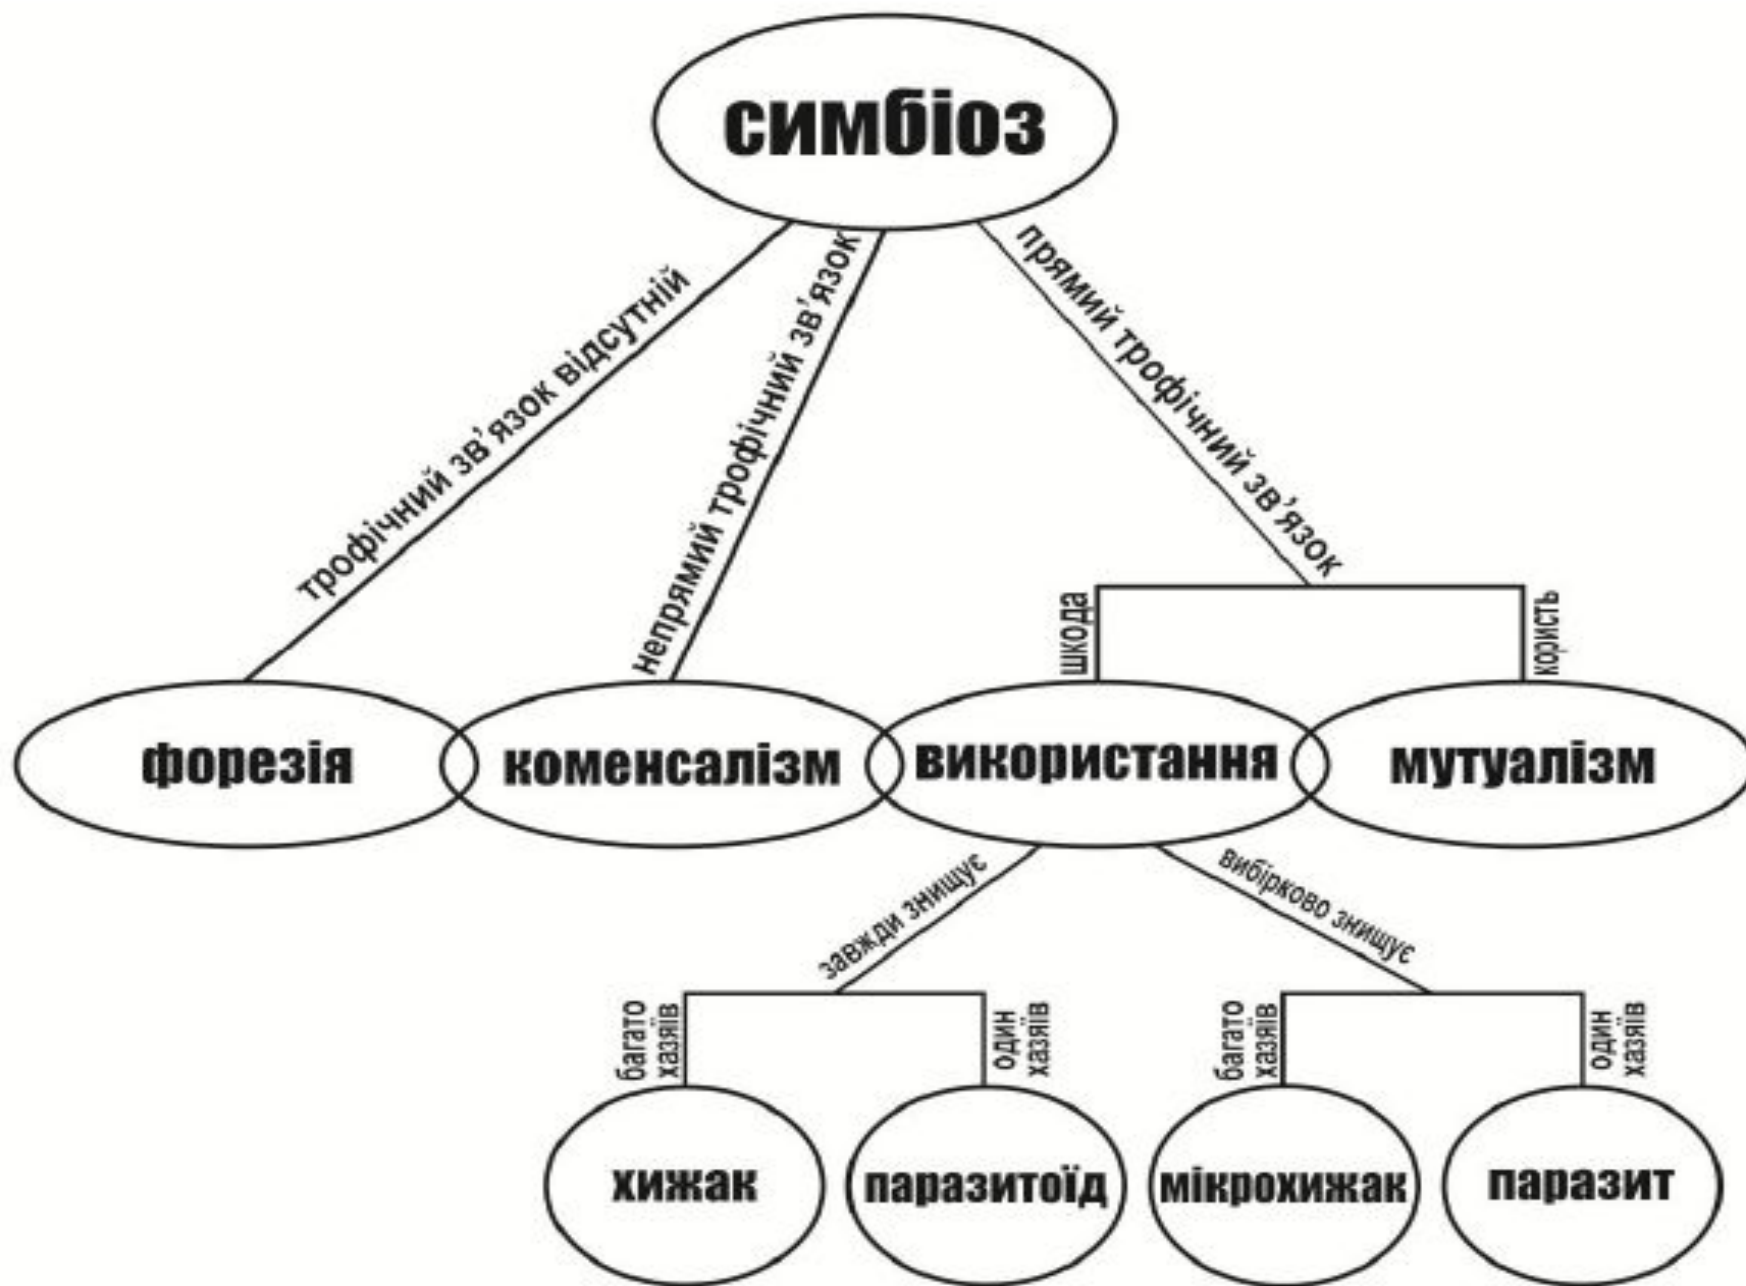 симбіоз
трофічний зв'язок відсутній
непрямий трофічний зв'язок
прямий трофічний зв'язок
шкода
користь
форезія
коменсалізм
використання
мутуалізм
завжди знищує
вибірково знищує
багато
хазяїв
один
хазяїв
багато
хазяїв
один
хазяїв
хижак
паразитоїд
мікрохижак
паразит